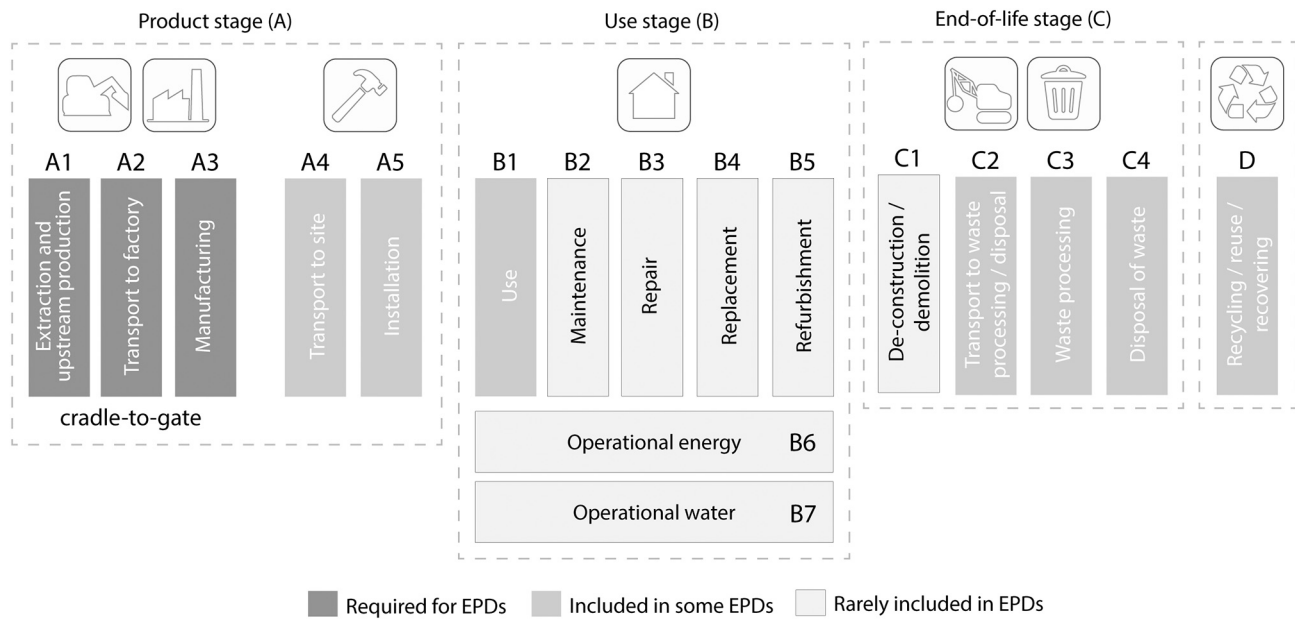 Product stage (A)
Use stage (B)
End-of-life stage (C)
A1
A2
A3
A4
A5
B1
B2
B3
B4
B5
C1
C2
C3
C4
D
Extraction and
upstream production
Transport to factory
Manufacturing
Transport to site
Installation
Use
Maintenance
Repair
Replacement
Refurbishment
De-construction /
demolition
Transport to waste
processing / disposal
Waste processing
Disposal of waste
Recycling / reuse /
recovering
cradle-to-gate
Operational energy B6
Operational water B7
Required for EPDs
Included in some EPDs
Rarely included in EPDs